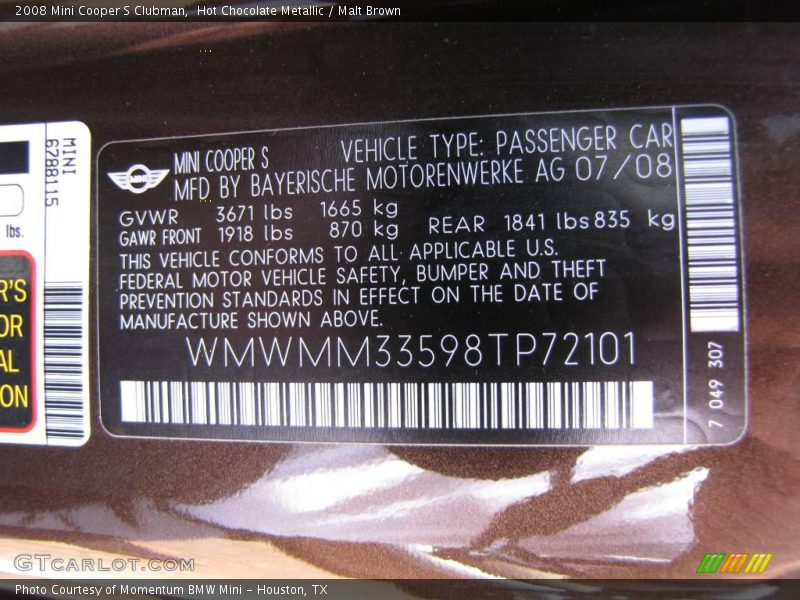 2008 Mini Cooper S Clubman,  Hot Chocolate Metallic / Malt Brown
MINI
6788115
lbs.
R'S
OR
AL
ON
MINI COOPER S VEHICLE TYPE: PASSENGER CAR
MFD BY BAYERISCHE MOTORENWERKE AG 07/08
GVWR 3671 lbs 1665 kg
GAWR FRONT 1918 lbs 870 kg REAR 1841 lbs 835 kg
THIS VEHICLE CONFORMS TO ALL APPLICABLE U.S.
FEDERAL MOTOR VEHICLE SAFETY, BUMPER AND THEFT
PREVENTION STANDARDS IN EFFECT ON THE DATE OF
MANUFACTURE SHOWN ABOVE.
WMWMM33598TP72101
7 049 307
GTCARLOT.COM
Photo Courtesy of Momentum BMW Mini - Houston, TX